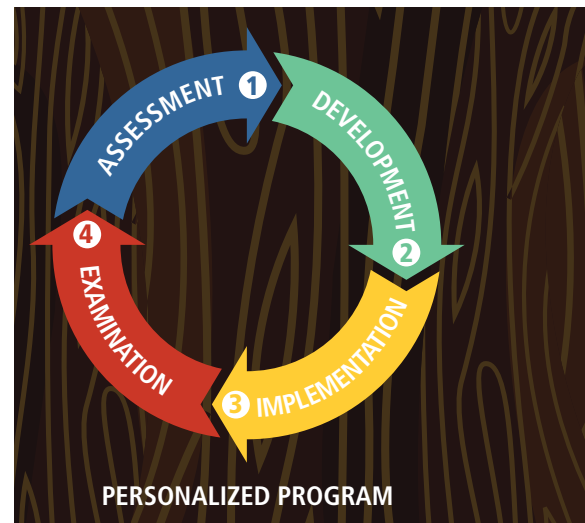 ASSESSMENT 1
DEVELOPMENT 2
3 IMPLEMENTATION
4 EXAMINATION
PERSONALIZED PROGRAM